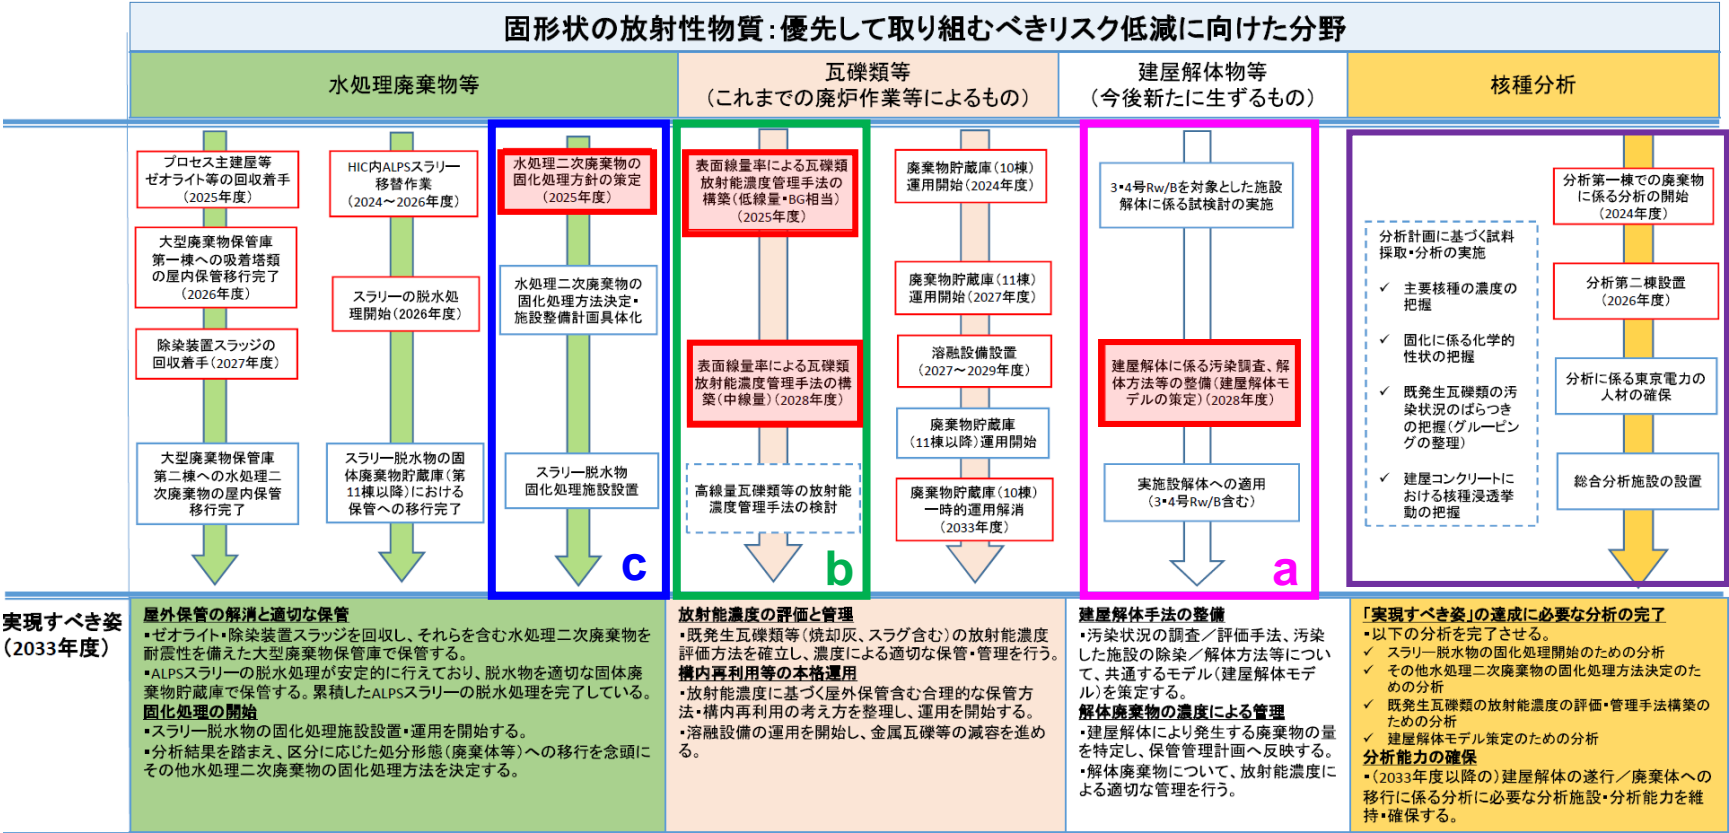 固形状の放射性物質：優先して取り組むべきリスク低減に向けた分野
水処理廃棄物等
瓦礫類等
（これまでの廃炉作業等によるもの）
建屋解体物等
（今後新たに生ずるもの）
核種分析
プロセス主建屋等
ゼオライト等の回収着手
（2025年度）
大型廃棄物保管庫
第一棟への吸着塔類
の屋内保管移行完了
（2026年度）
除染装置スラッジの
回収着手（2027年度）
大型廃棄物保管庫
第二棟への水処理二
次廃棄物の屋内保管
移行完了
HIC内ALPSスラリー
移替作業
（2024～2026年度）
スラリーの脱水処
理開始（2026年度）
スラリー脱水物の固
体廃棄物貯蔵庫（第
11棟以降）における
保管への移行完了
水処理二次廃棄物の
固化処理方針の策定
（2025年度）
水処理二次廃棄物の
固化処理方法決定・
施設整備計画具体化
スラリー脱水物
固化処理施設設置
c
表面線量率による瓦礫類
放射能濃度管理手法の
構築（低線量・BG相当）
（2025年度）
表面線量率による瓦礫類
放射能濃度管理手法の構
築（中線量）（2028年度）
高線量瓦礫類等の放射能
濃度管理手法の検討
b
廃棄物貯蔵庫（10棟）
運用開始（2024年度）
廃棄物貯蔵庫（11棟）
運用開始（2027年度）
溶融設備設置
（2027～2029年度）
廃棄物貯蔵庫
（11棟以降）運用開始
廃棄物貯蔵庫（10棟）
一時的運用解消
（2033年度）
3・4号Rw/Bを対象とした施設
解体に係る試検討の実施
建屋解体に係る汚染調査、解
体方法等の整備（建屋解体モ
デルの策定）（2028年度）
実施設解体への適用
（3・4号Rw/B含む）
a
分析計画に基づく試料
採取・分析の実施
✓ 主要核種の濃度の
把握
✓ 固化に係る化学的
性状の把握
✓ 既発生瓦礫類の汚
染状況のばらつき
の把握（グルーピン
グの整理）
✓ 建屋コンクリートに
おける核種浸透挙
動の把握
分析第一棟での廃棄物
に係る分析の開始
（2024年度）
分析第二棟設置
（2026年度）
分析に係る東京電力の
人材の確保
総合分析施設の設置
実現すべき姿
（2033年度）
屋外保管の解消と適切な保管
・ゼオライト・除染装置スラッジを回収し、それらを含む水処理二次廃棄物を
耐震性を備えた大型廃棄物保管庫で保管する。
・ALPSスラリーの脱水処理が安定的に行えており、脱水物を適切な固体廃
棄物貯蔵庫で保管する。累積したALPSスラリーの脱水処理を完了している。
固化処理の開始
・スラリー脱水物の固化処理施設設置・運用を開始する。
・分析結果を踏まえ、区分に応じた処分形態（廃棄体等）への移行を念頭に
その他水処理二次廃棄物の固化処理方法を決定する。
放射能濃度の評価と管理
・既発生瓦礫類等（焼却灰、スラグ含む）の放射能濃度
評価方法を確立し、濃度による適切な保管・管理を行う。
構内再利用等の本格運用
・放射能濃度に基づく屋外保管含む合理的な保管方
法・構内再利用の考え方を整理し、運用を開始する。
・溶融設備の運用を開始し、金属瓦礫等の減容を進め
る。
建屋解体手法の整備
・汚染状況の調査／評価手法、汚染
した施設の除染／解体方法等につい
て、共通するモデル（建屋解体モデ
ル）を策定する。
解体廃棄物の濃度による管理
・建屋解体により発生する廃棄物の量
を特定し、保管管理計画へ反映する。
・解体廃棄物について、放射能濃度に
よる適切な管理を行う。
「実現すべき姿」の達成に必要な分析の完了
・以下の分析を完了させる。
✓ スラリー脱水物の固化処理開始のための分析
✓ その他水処理二次廃棄物の固化処理方法決定のた
めの分析
✓ 既発生瓦礫類の放射能濃度の評価・管理手法構築の
ための分析
✓ 建屋解体モデル策定のための分析
分析能力の確保
・（2033年度以降の）建屋解体の遂行／廃棄体への
移行に係る分析に必要な分析施設・分析能力を維
持・確保する。